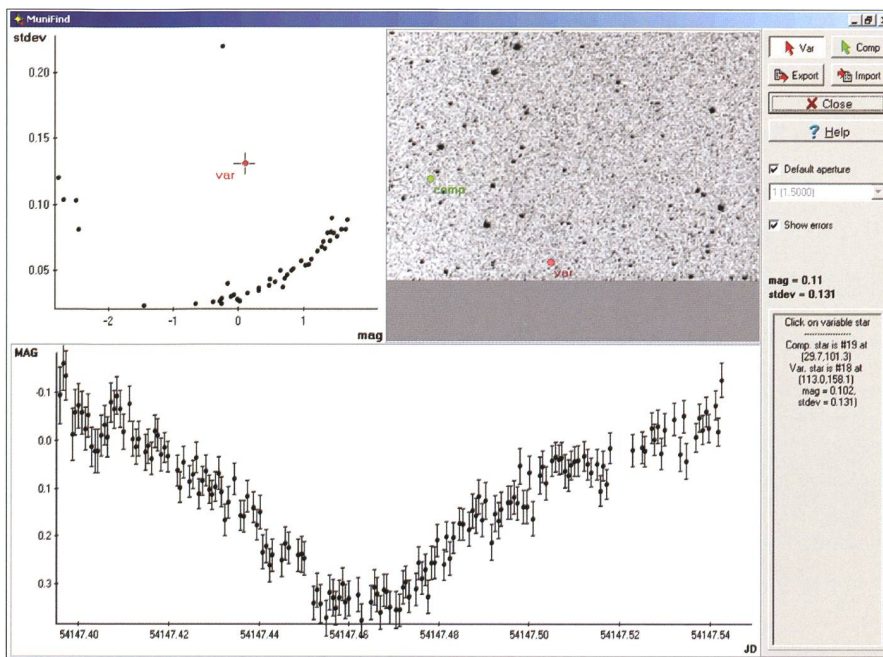 MuniFind
stdev
0.20
0.15
0.10
0.05
var
-2
-1
0
1
mag
comp
var
Var
Comp
Export
Import
Close
Help
Default aperture
1 (1.5000)
Show errors
mag = 0.11
stdev = 0.131
Click on variable star
--------------
Comp. star is #19 at
(29.7,101.3)
Var. star is #18 at
(113.0,158.1)
mag = 0.102,
stdev = 0.131)
MAG
-0.1
0.0
0.1
0.2
0.3
54147.40
54147.42
54147.44
54147.46
54147.48
54147.50
54147.52
54147.54
JD